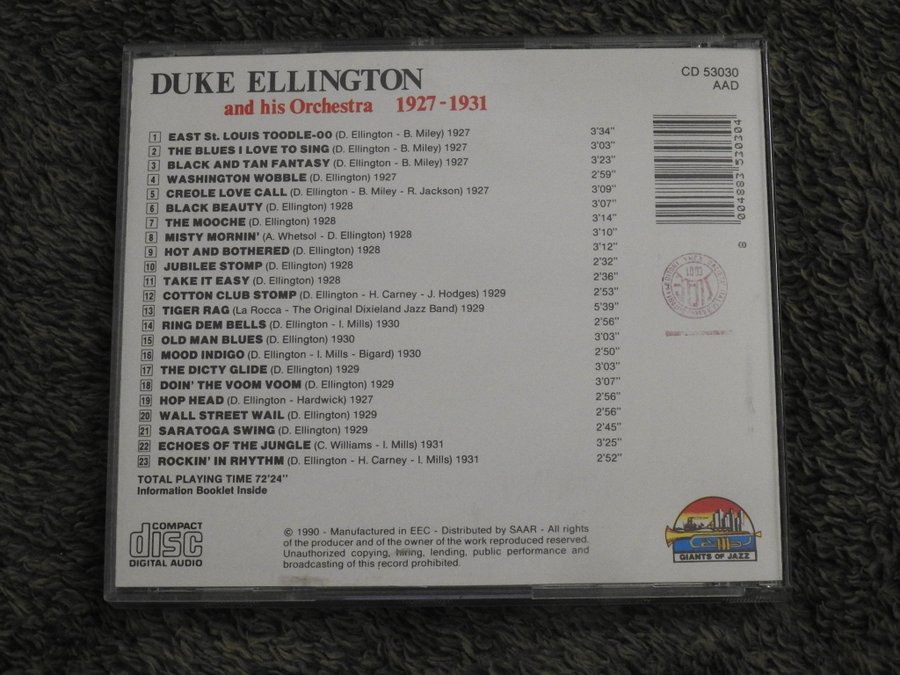 DUKE ELLINGTON
and his Orchestra 1927-1931
CD 53030
AAD
1 EAST St. LOUIS TOODLE-OO (D. Ellington - B. Miley) 1927 3'34"
2 THE BLUES I LOVE TO SING (D. Ellington - B. Miley) 1927 3'03"
3 BLACK AND TAN FANTASY (D. Ellington - B. Miley) 1927 3'23"
4 WASHINGTON WOBBLE (D. Ellington) 1927 2'59"
5 CREOLE LOVE CALL (D. Ellington - B. Miley - R. Jackson) 1927 3'09"
6 BLACK BEAUTY (D. Ellington) 1928 3'07"
7 THE MOOCHE (D. Ellington) 1928 3'14"
8 MISTY MORNIN' (A. Whetsol - D. Ellington) 1928 3'10"
9 HOT AND BOTHERED (D. Ellington) 1928 3'12"
10 JUBILEE STOMP (D. Ellington) 1928 2'32"
11 TAKE IT EASY (D. Ellington) 1928 2'36"
12 COTTON CLUB STOMP (D. Ellington - H. Carney - J. Hodges) 1929 2'53"
13 TIGER RAG (La Rocca - The Original Dixieland Jazz Band) 1929 5'39"
14 RING DEM BELLS (D. Ellington - I. Mills) 1930 2'56"
15 OLD MAN BLUES (D. Ellington - I. Mills) 1930 3'03"
16 MOOD INDIGO (D. Ellington - I. Mills - Bigard) 1930 2'50"
17 THE DICTY GLIDE (D. Ellington) 1929 3'03"
18 DOIN' THE VOOM VOOM (D. Ellington) 1929 3'07"
19 HOP HEAD (D. Ellington - Hardwick) 1927 2'56"
20 WALL STREET WAIL (D. Ellington) 1929 2'56"
21 SARATOGA SWING (D. Ellington) 1929 2'45"
22 ECHOES OF THE JUNGLE (C. Williams - I. Mills) 1931 3'25"
23 ROCKIN' IN RHYTHM (D. Ellington - H. Carney - I. Mills) 1931 2'52"
004883 530304
TOTAL PLAYING TIME 72'24"
Information Booklet Inside
COMPACT
disc
DIGITAL AUDIO
© 1990 - Manufactured in EEC - Distributed by SAAR - All rights
of the producer and of the owner of the work reproduced reserved.
Unauthorized copying, hiring, lending, public performance and
broadcasting of this record prohibited.
GIANTS OF JAZZ